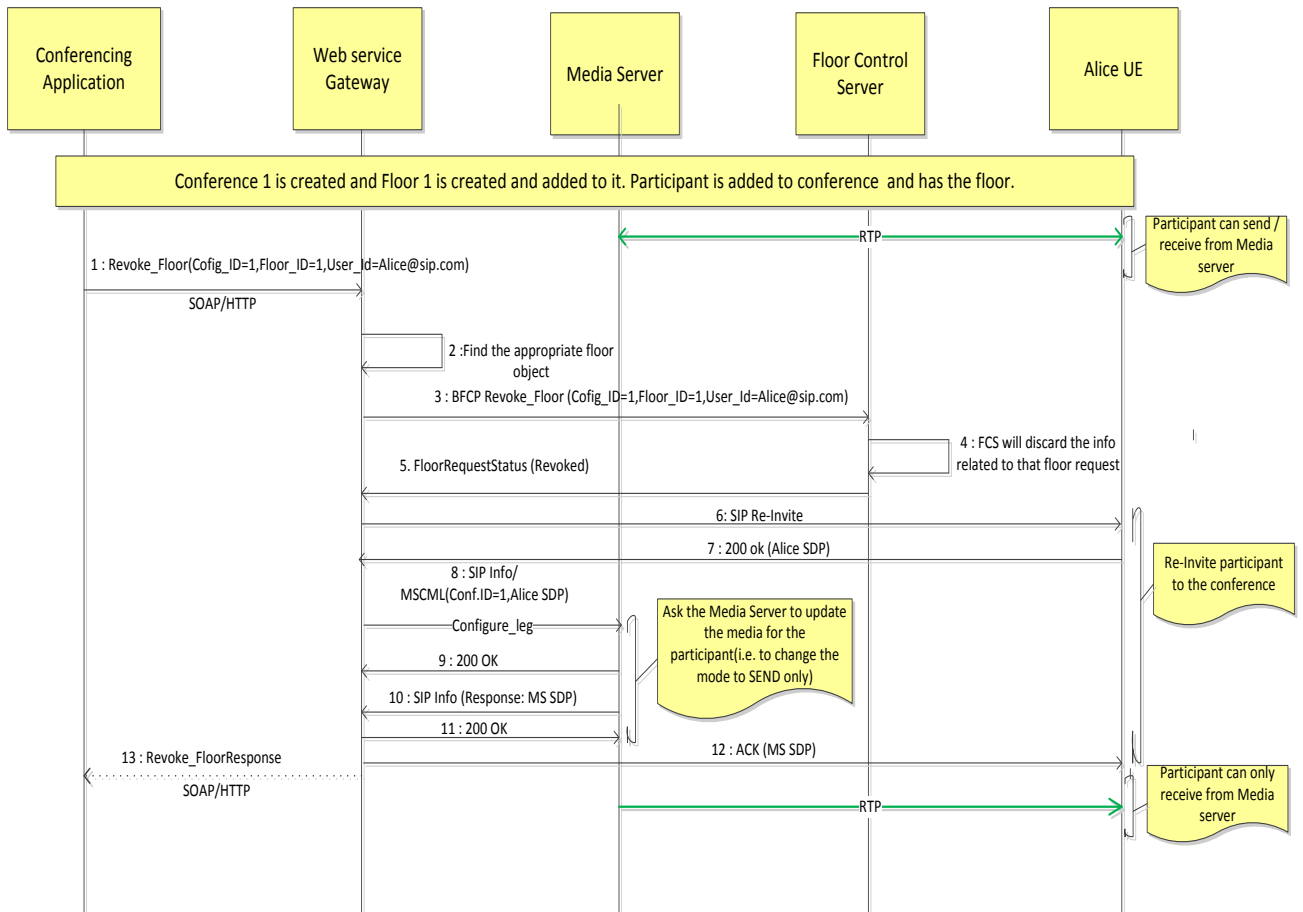 Conferencing
Application
Web service
Gateway
Media Server
Floor Control
Server
Alice UE
Conference 1 is created and Floor 1 is created and added to it. Participant is added to conference and has the floor.
RTP
Participant can send /
receive from Media
server
1 : Revoke_Floor(Cofig_ID=1,Floor_ID=1,User_Id=Alice@sip.com)
SOAP/HTTP
2 :Find the appropriate floor
object
3 : BFCP Revoke_Floor (Cofig_ID=1,Floor_ID=1,User_Id=Alice@sip.com)
4 : FCS will discard the info
related to that floor request
5. FloorRequestStatus (Revoked)
6: SIP Re-Invite
7 : 200 ok (Alice SDP)
Re-Invite participant
to the conference
8 : SIP Info/
MSCML(Conf.ID=1,Alice SDP)
Configure_leg
Ask the Media Server to update
the media for the
participant(i.e. to change the
mode to SEND only)
9 : 200 OK
10 : SIP Info (Response: MS SDP)
11 : 200 OK
12 : ACK (MS SDP)
13 : Revoke_FloorResponse
SOAP/HTTP
RTP
Participant can only
receive from Media
server